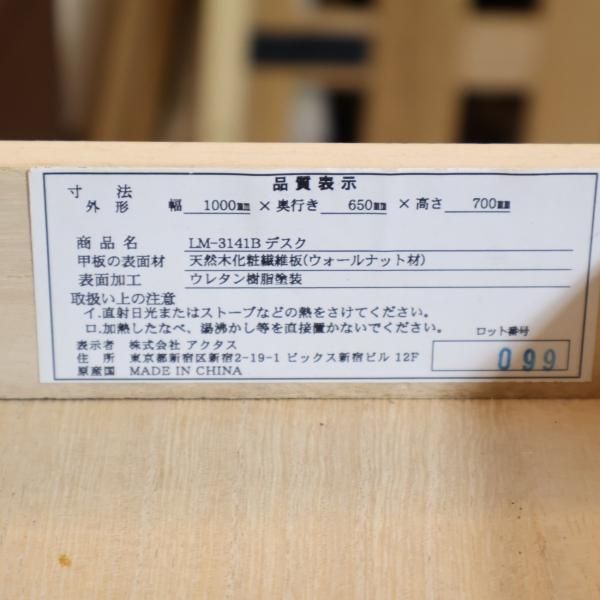 品質表示
寸法
外形 幅 1000mm × 奥行き 650mm × 高さ 700mm
商品名 LM-3141B デスク
甲板の表面材 天然木化粧繊維板(ウォールナット材)
表面加工 ウレタン樹脂塗装
取扱い上の注意
イ.直射日光またはストーブなどの熱をさけてください。
ロ.加熱したなべ、湯沸かし等を直接置かないでください。
ロット番号
099
表示者 株式会社 アクタス
住所 東京都新宿区新宿2-19-1 ビックス新宿ビル 12F
原産国 MADE IN CHINA